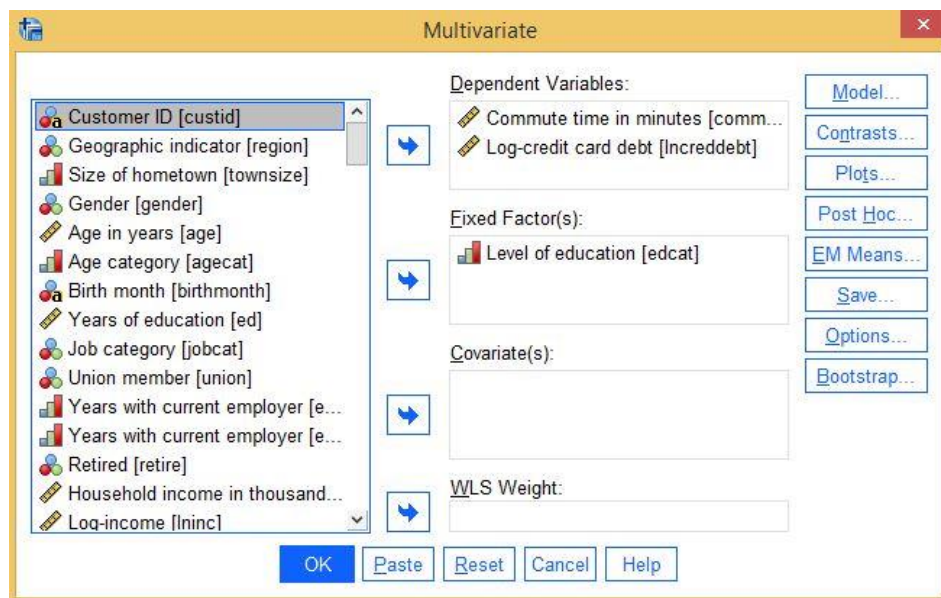 Multivariate
Customer ID [custid]
Geographic indicator [region]
Size of hometown [townsize]
Gender [gender]
Age in years [age]
Age category [agecat]
Birth month [birthmonth]
Years of education [ed]
Job category [jobcat]
Union member [union]
Years with current employer [e...
Years with current employer [e...
Retired [retire]
Household income in thousand...
Log-income [lninc]
Dependent Variables:
Commute time in minutes [comm...
Log-credit card debt [lncreddebt]
Fixed Factor(s):
Level of education [edcat]
Covariate(s):
WLS Weight:
Model...
Contrasts...
Plots...
Post Hoc...
EM Means...
Save...
Options...
Bootstrap...
OK
Paste
Reset
Cancel
Help